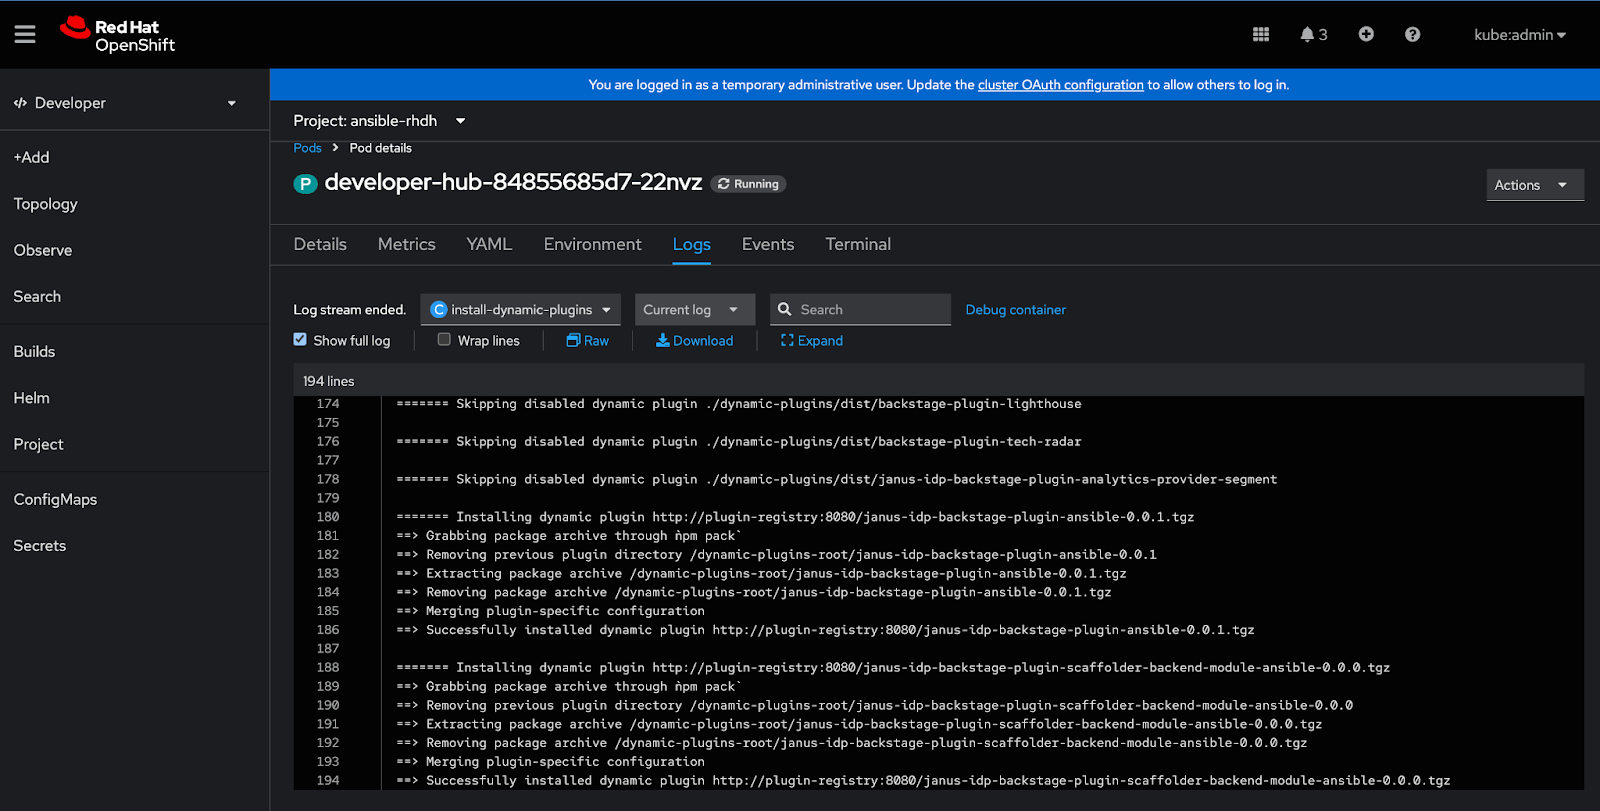 Red Hat
OpenShift
3
kube:admin
Developer
+Add
Topology
Observe
Search
Builds
Helm
Project
ConfigMaps
Secrets
You are logged in as a temporary administrative user. Update the cluster OAuth configuration to allow others to log in.
Project: ansible-rhdh
Pods > Pod details
P developer-hub-84855685d7-22nvz Running
Actions
Details Metrics YAML Environment Logs Events Terminal
Log stream ended. C install-dynamic-plugins Current log Search Debug container
Show full log Wrap lines Raw Download Expand
194 lines
174 ======= Skipping disabled dynamic plugin ./dynamic-plugins/dist/backstage-plugin-lighthouse
175
176 ======= Skipping disabled dynamic plugin ./dynamic-plugins/dist/backstage-plugin-tech-radar
177
178 ======= Skipping disabled dynamic plugin ./dynamic-plugins/dist/janus-idp-backstage-plugin-analytics-provider-segment
179
180 ======= Installing dynamic plugin http://plugin-registry:8080/janus-idp-backstage-plugin-ansible-0.0.1.tgz
181 ==> Grabbing package archive through `npm pack`
182 ==> Removing previous plugin directory /dynamic-plugins-root/janus-idp-backstage-plugin-ansible-0.0.1
183 ==> Extracting package archive /dynamic-plugins-root/janus-idp-backstage-plugin-ansible-0.0.1.tgz
184 ==> Removing package archive /dynamic-plugins-root/janus-idp-backstage-plugin-ansible-0.0.1.tgz
185 ==> Merging plugin-specific configuration
186 ==> Successfully installed dynamic plugin http://plugin-registry:8080/janus-idp-backstage-plugin-ansible-0.0.1.tgz
187
188 ======= Installing dynamic plugin http://plugin-registry:8080/janus-idp-backstage-plugin-scaffolder-backend-module-ansible-0.0.0.tgz
189 ==> Grabbing package archive through `npm pack`
190 ==> Removing previous plugin directory /dynamic-plugins-root/janus-idp-backstage-plugin-scaffolder-backend-module-ansible-0.0.0
191 ==> Extracting package archive /dynamic-plugins-root/janus-idp-backstage-plugin-scaffolder-backend-module-ansible-0.0.0.tgz
192 ==> Removing package archive /dynamic-plugins-root/janus-idp-backstage-plugin-scaffolder-backend-module-ansible-0.0.0.tgz
193 ==> Merging plugin-specific configuration
194 ==> Successfully installed dynamic plugin http://plugin-registry:8080/janus-idp-backstage-plugin-scaffolder-backend-module-ansible-0.0.0.tgz